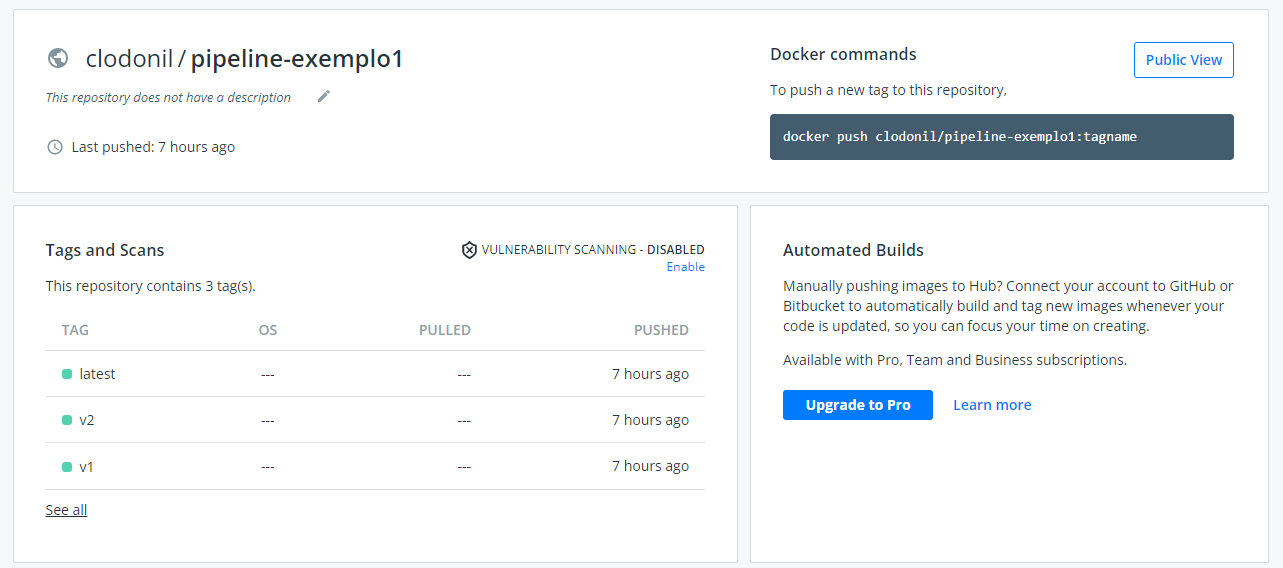 clodonil / pipeline-exemplo1
This repository does not have a description
Last pushed: 7 hours ago
Docker commands
Public View
To push a new tag to this repository,
docker push clodonil/pipeline-exemplo1:tagname
Tags and Scans
VULNERABILITY SCANNING - DISABLED
Enable
This repository contains 3 tag(s).
TAG OS PULLED PUSHED
latest --- --- 7 hours ago
v2 --- --- 7 hours ago
v1 --- --- 7 hours ago
See all
Automated Builds
Manually pushing images to Hub? Connect your account to GitHub or
Bitbucket to automatically build and tag new images whenever your
code is updated, so you can focus your time on creating.
Available with Pro, Team and Business subscriptions.
Upgrade to Pro
Learn more